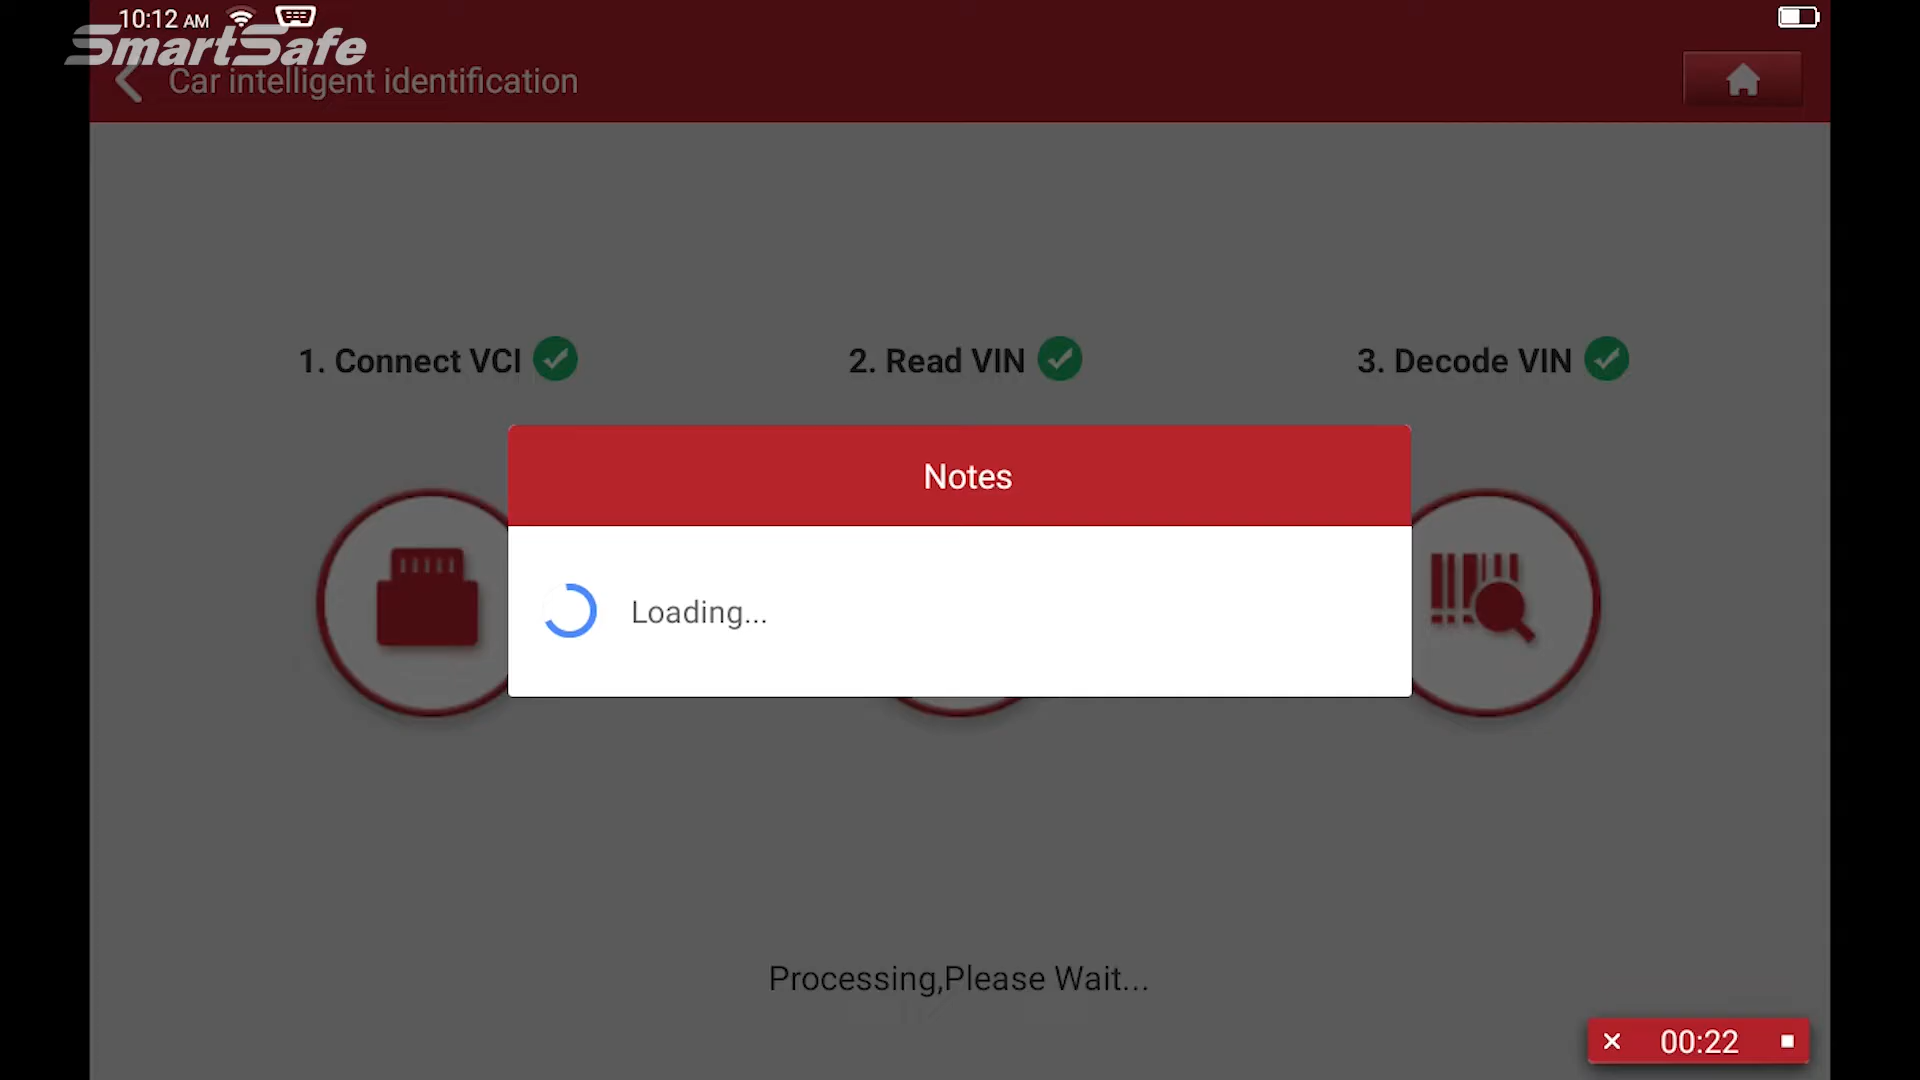 10:12 AM
SmartSafe
Car intelligent identification
1. Connect VCI
2. Read VIN
3. Decode VIN
Notes
Loading...
Processing,Please Wait...
00:22